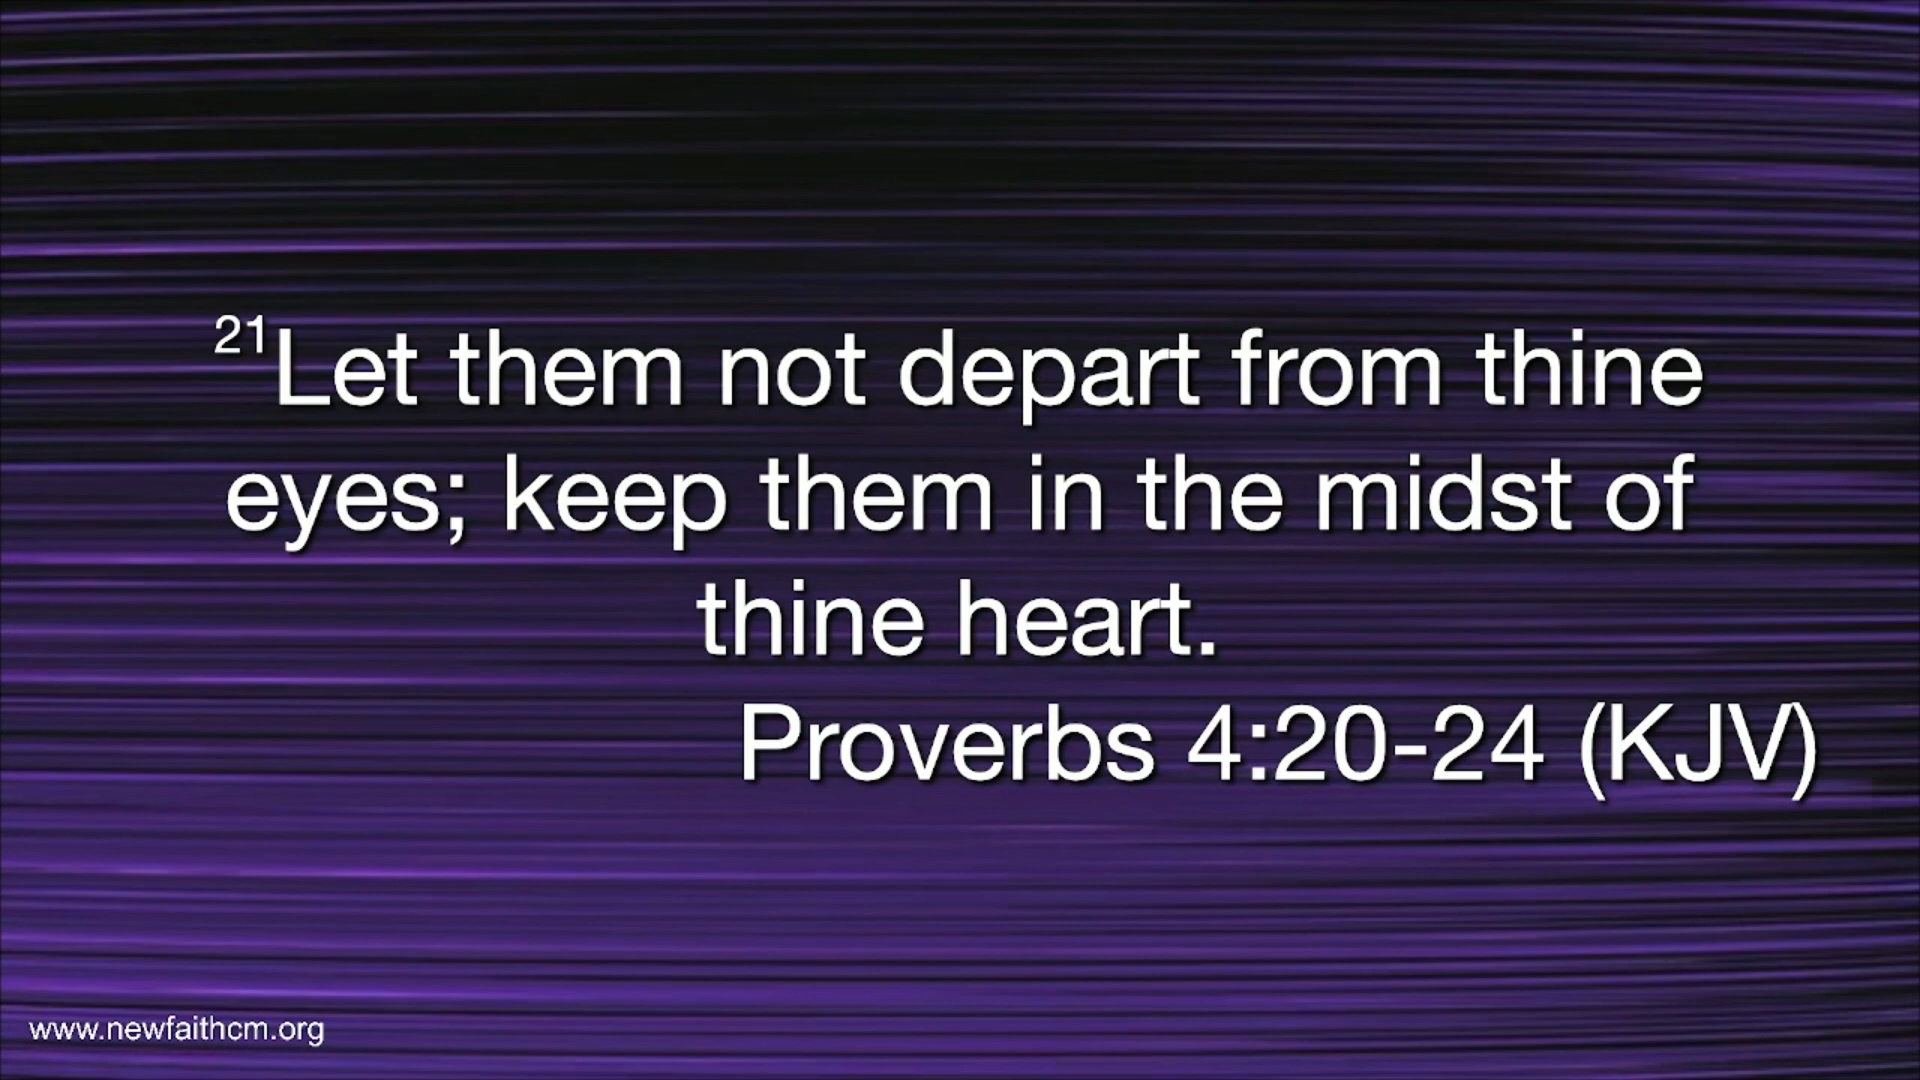 21Let them not depart from thine
eyes; keep them in the midst of
thine heart.
Proverbs 4:20-24 (KJV)
www.newfaithcm.org